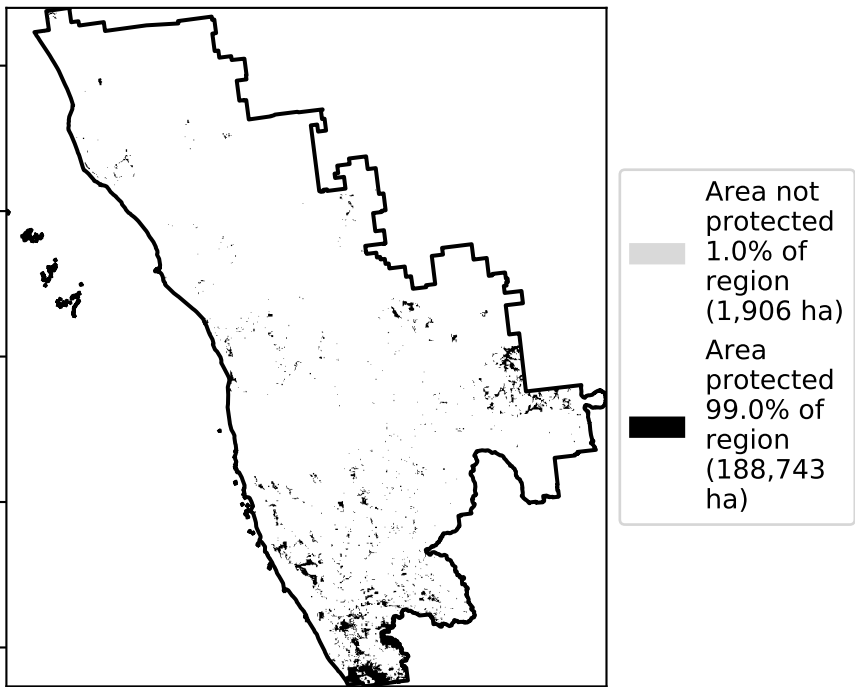 Area not
protected
1.0% of
region
(1,906 ha)
Area
protected
99.0% of
region
(188,743
ha)